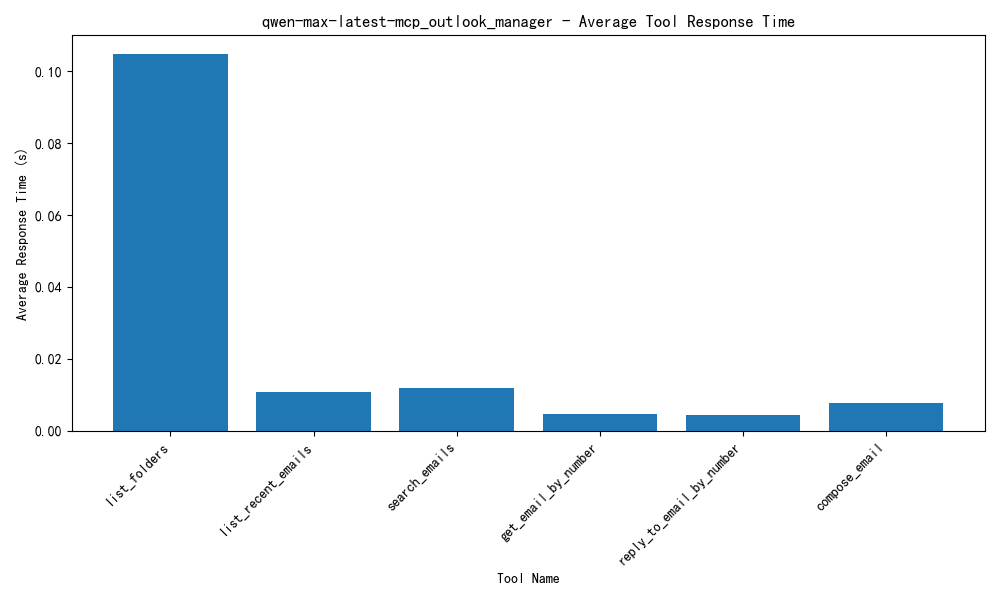 qwen-max-latest-mcp_outlook_manager - Average Tool Response Time
Average Response Time (s)
0.10
0.08
0.06
0.04
0.02
0.00
list_folders
list_recent_emails
search_emails
get_email_by_number
reply_to_email_by_number
compose_email
Tool Name